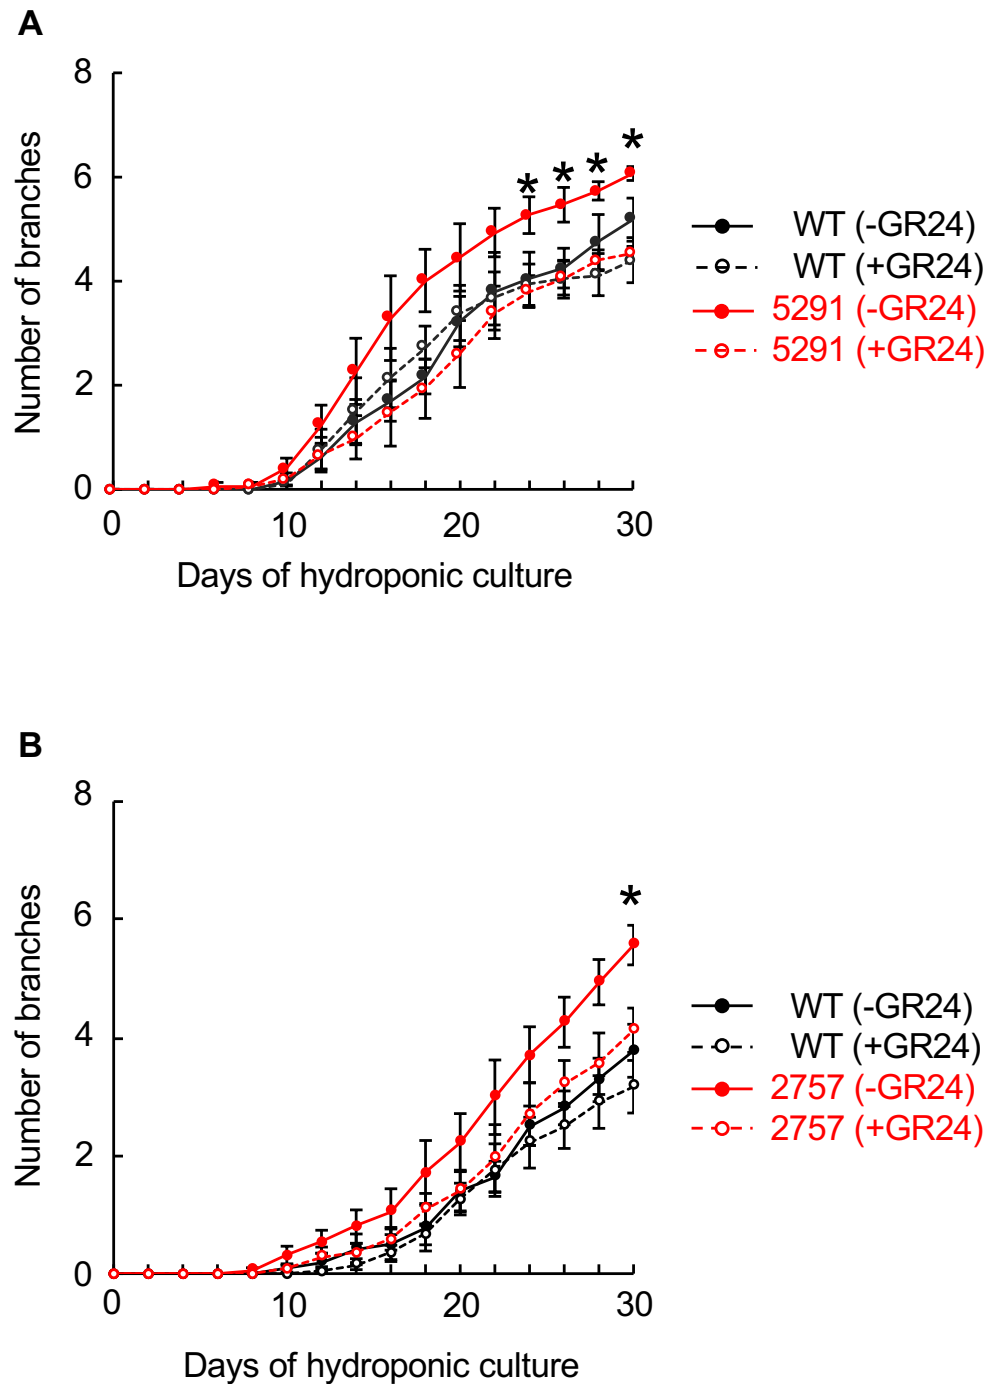 A
8
6
4
2
0
Number of branches
*
*
*
*
0
10
20
30
Days of hydroponic culture
WT (-GR24)
WT (+GR24)
5291 (-GR24)
5291 (+GR24)
B
8
6
4
2
0
Number of branches
*
0
10
20
30
Days of hydroponic culture
WT (-GR24)
WT (+GR24)
2757 (-GR24)
2757 (+GR24)